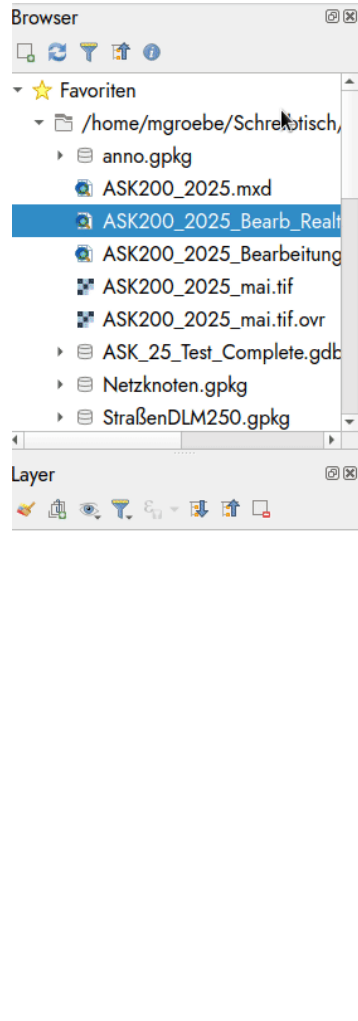 Browser
Favoriten
/home/mgroebe/Schreibtisch/
anno.gpkg
ASK200_2025.mxd
ASK200_2025_Bearb_Realt
ASK200_2025_Bearbeitung
ASK200_2025_mai.tif
ASK200_2025_mai.tif.ovr
ASK_25_Test_Complete.gdb
Netzknoten.gpkg
StraßenDLM250.gpkg
Layer